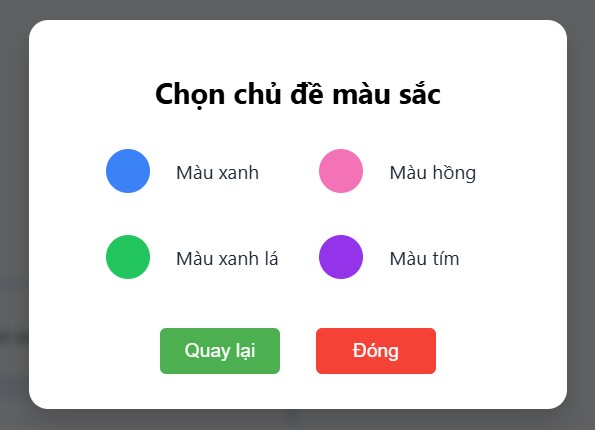 Chọn chủ đề màu sắc
Màu xanh
Màu hồng
Màu xanh lá
Màu tím
Quay lại
Đóng